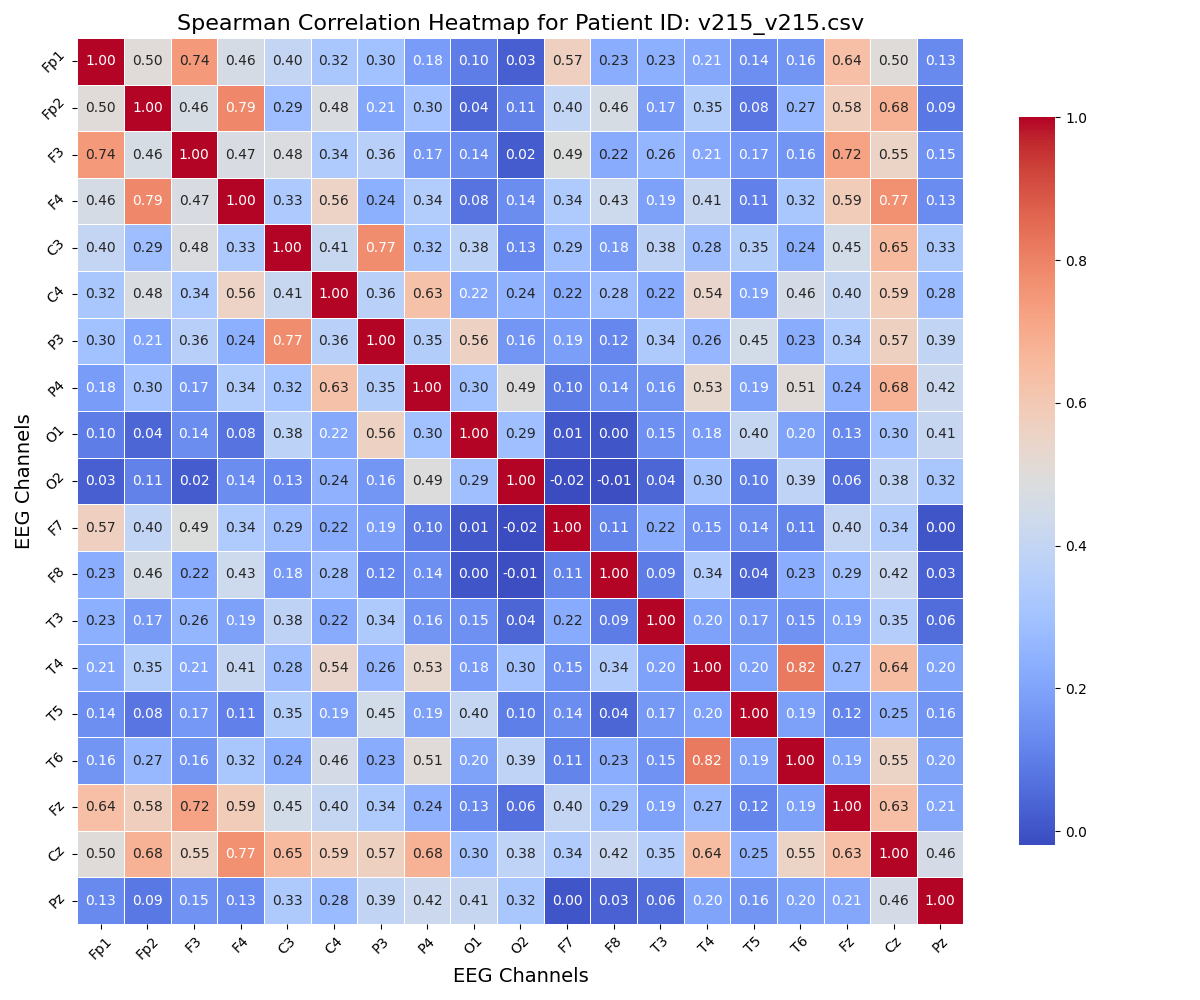 Spearman Correlation Heatmap for Patient ID: v215_v215.csv
Fp1 1.00 0.50 0.74 0.46 0.40 0.32 0.30 0.18 0.10 0.03 0.57 0.23 0.23 0.21 0.14 0.16 0.64 0.50 0.13
Fp2 0.50 1.00 0.46 0.79 0.29 0.48 0.21 0.30 0.04 0.11 0.40 0.46 0.17 0.35 0.08 0.27 0.58 0.68 0.09
F3 0.74 0.46 1.00 0.47 0.48 0.34 0.36 0.17 0.14 0.02 0.49 0.22 0.26 0.21 0.17 0.16 0.72 0.55 0.15
F4 0.46 0.79 0.47 1.00 0.33 0.56 0.24 0.34 0.08 0.14 0.34 0.43 0.19 0.41 0.11 0.32 0.59 0.77 0.13
C3 0.40 0.29 0.48 0.33 1.00 0.41 0.77 0.32 0.38 0.13 0.29 0.18 0.38 0.28 0.35 0.24 0.45 0.65 0.33
C4 0.32 0.48 0.34 0.56 0.41 1.00 0.36 0.63 0.22 0.24 0.22 0.28 0.22 0.54 0.19 0.46 0.40 0.59 0.28
P3 0.30 0.21 0.36 0.24 0.77 0.36 1.00 0.35 0.56 0.16 0.19 0.12 0.34 0.26 0.45 0.23 0.34 0.57 0.39
P4 0.18 0.30 0.17 0.34 0.32 0.63 0.35 1.00 0.30 0.49 0.10 0.14 0.16 0.53 0.19 0.51 0.24 0.68 0.42
O1 0.10 0.04 0.14 0.08 0.38 0.22 0.56 0.30 1.00 0.29 0.01 0.00 0.15 0.18 0.40 0.20 0.13 0.30 0.41
O2 0.03 0.11 0.02 0.14 0.13 0.24 0.16 0.49 0.29 1.00 -0.02 -0.01 0.04 0.30 0.10 0.39 0.06 0.38 0.32
F7 0.57 0.40 0.49 0.34 0.29 0.22 0.19 0.10 0.01 -0.02 1.00 0.11 0.22 0.15 0.14 0.11 0.40 0.34 0.00
F8 0.23 0.46 0.22 0.43 0.18 0.28 0.12 0.14 0.00 -0.01 0.11 1.00 0.09 0.34 0.04 0.23 0.29 0.42 0.03
T3 0.23 0.17 0.26 0.19 0.38 0.22 0.34 0.16 0.15 0.04 0.22 0.09 1.00 0.20 0.17 0.15 0.19 0.35 0.06
T4 0.21 0.35 0.21 0.41 0.28 0.54 0.26 0.53 0.18 0.30 0.15 0.34 0.20 1.00 0.20 0.82 0.27 0.64 0.20
T5 0.14 0.08 0.17 0.11 0.35 0.19 0.45 0.19 0.40 0.10 0.14 0.04 0.17 0.20 1.00 0.19 0.12 0.25 0.16
T6 0.16 0.27 0.16 0.32 0.24 0.46 0.23 0.51 0.20 0.39 0.11 0.23 0.15 0.82 0.19 1.00 0.19 0.55 0.20
Fz 0.64 0.58 0.72 0.59 0.45 0.40 0.34 0.24 0.13 0.06 0.40 0.29 0.19 0.27 0.12 0.19 1.00 0.63 0.21
Cz 0.50 0.68 0.55 0.77 0.65 0.59 0.57 0.68 0.30 0.38 0.34 0.42 0.35 0.64 0.25 0.55 0.63 1.00 0.46
Pz 0.13 0.09 0.15 0.13 0.33 0.28 0.39 0.42 0.41 0.32 0.00 0.03 0.06 0.20 0.16 0.20 0.21 0.46 1.00
Fp1 Fp2 F3 F4 C3 C4 P3 P4 O1 O2 F7 F8 T3 T4 T5 T6 Fz Cz Pz
EEG Channels
EEG Channels
1.0
0.8
0.6
0.4
0.2
0.0